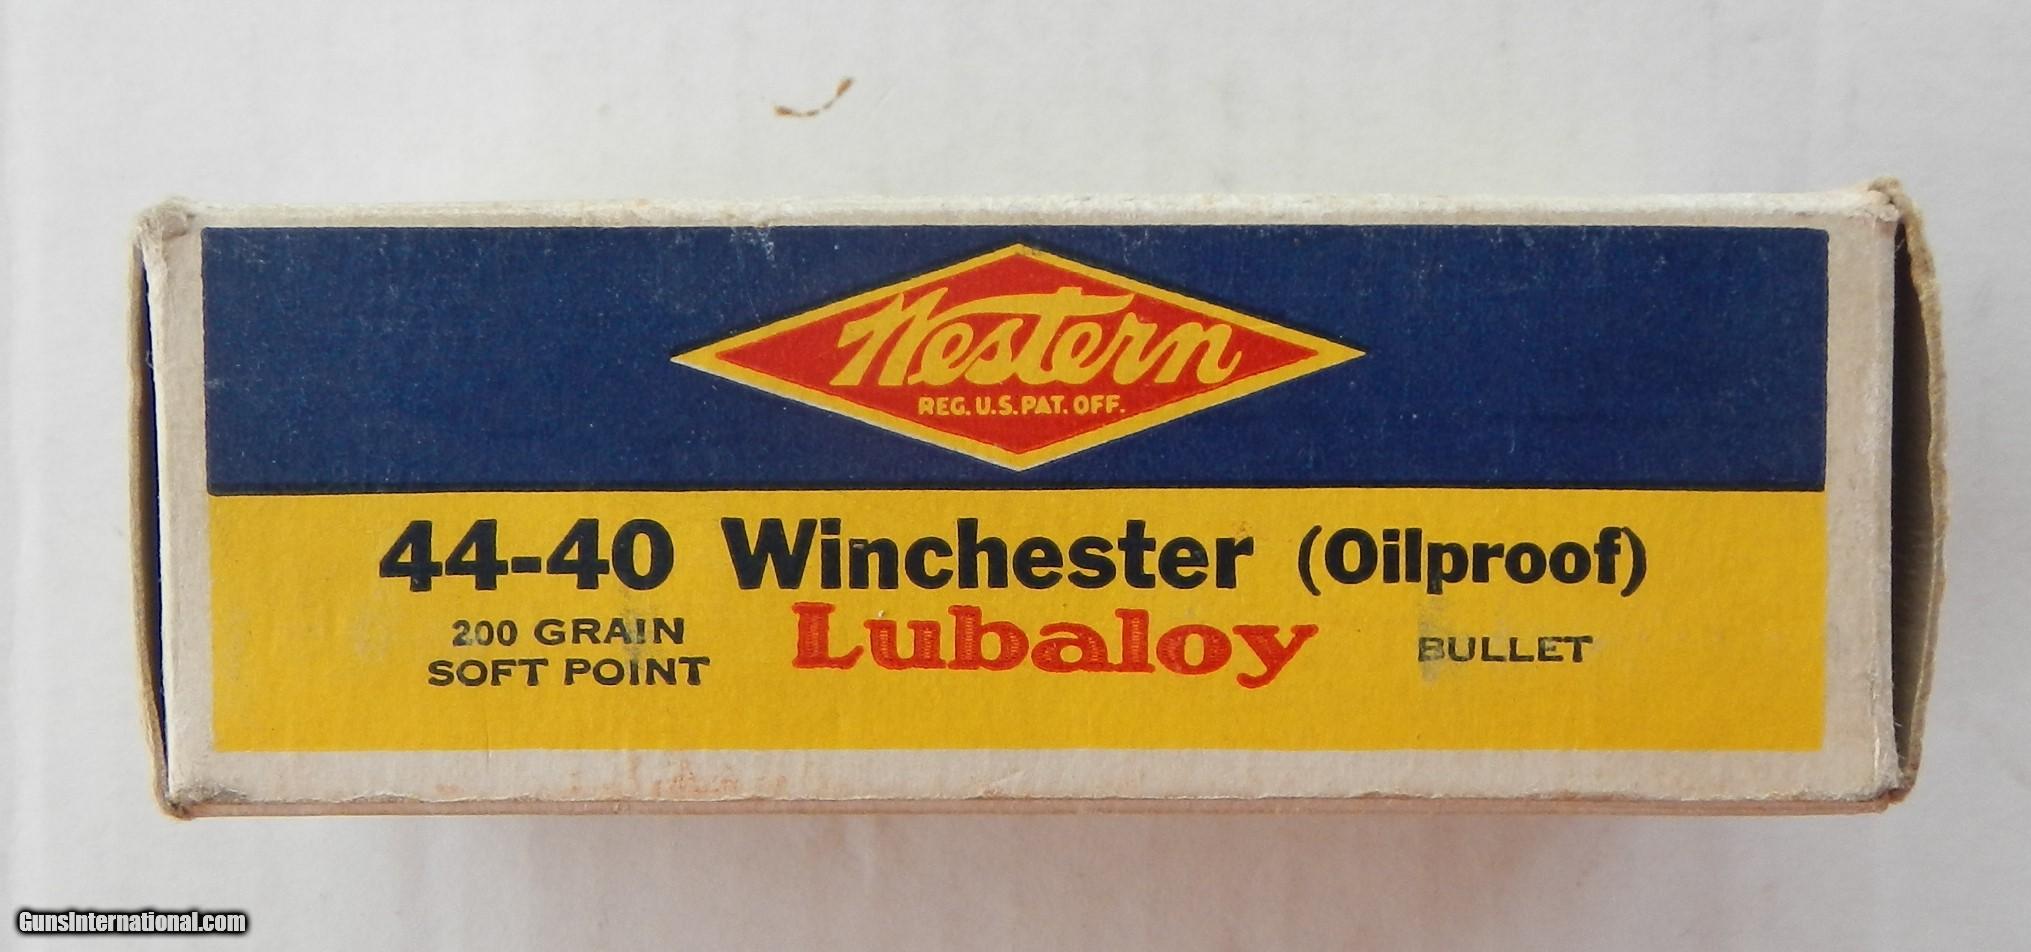 Western
REG. U.S. PAT. OFF.
44-40 Winchester (Oilproof)
200 GRAIN
SOFT POINT
Lubaloy
BULLET
GunsInternational.com